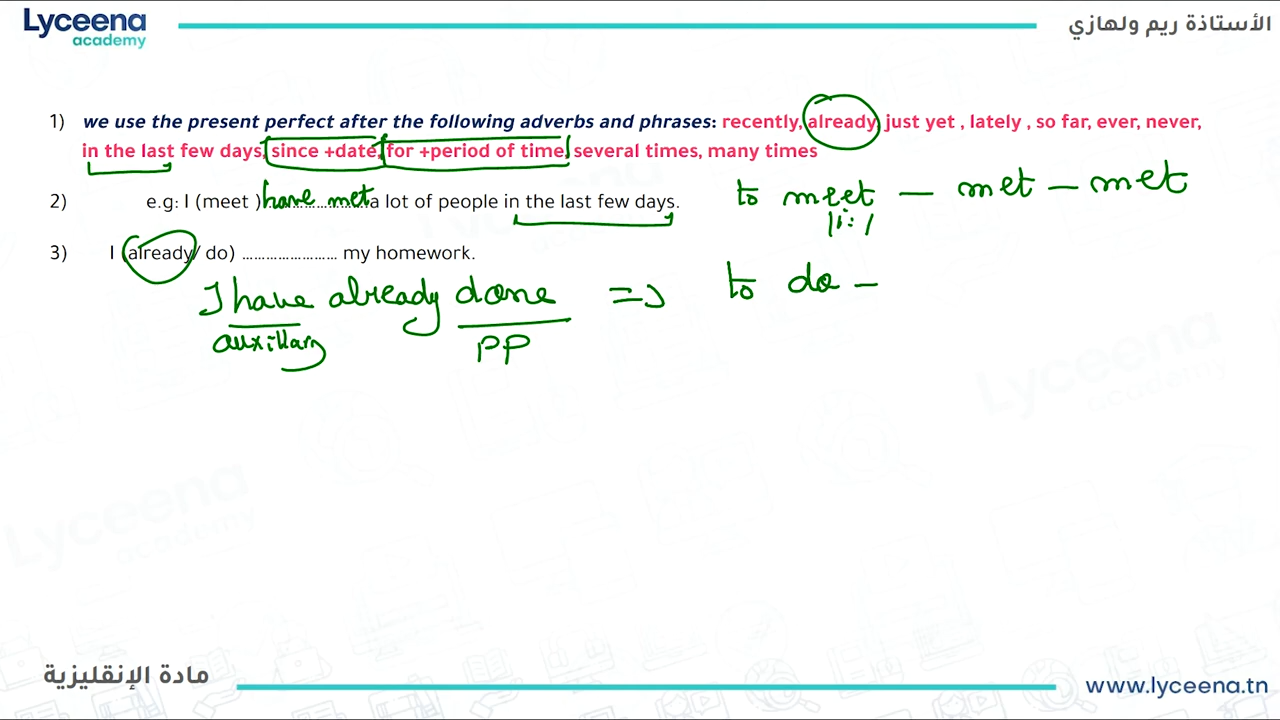 Lyceena
academy
الأستاذة ريم ولهازي
1) we use the present perfect after the following adverbs and phrases: recently, already, just yet , lately , so far, ever, never,
in the last few days, since +date, for +period of time, several times, many times
2) e.g: I (meet ) have met a lot of people in the last few days.
to meet — met — met
/i:/
3) I (already/ do) ........................ my homework.
I have already done => to do —
auxillary PP
مادة الإنقليزية
www.lyceena.tn